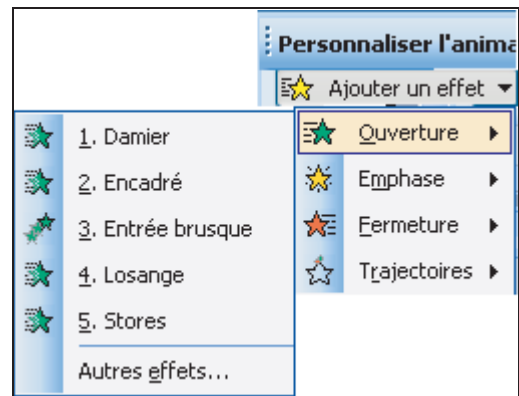 Personnaliser l'anima
Ajouter un effet
Ouverture
Emphase
Fermeture
Trajectoires
1. Damier
2. Encadré
3. Entrée brusque
4. Losange
5. Stores
Autres effets...